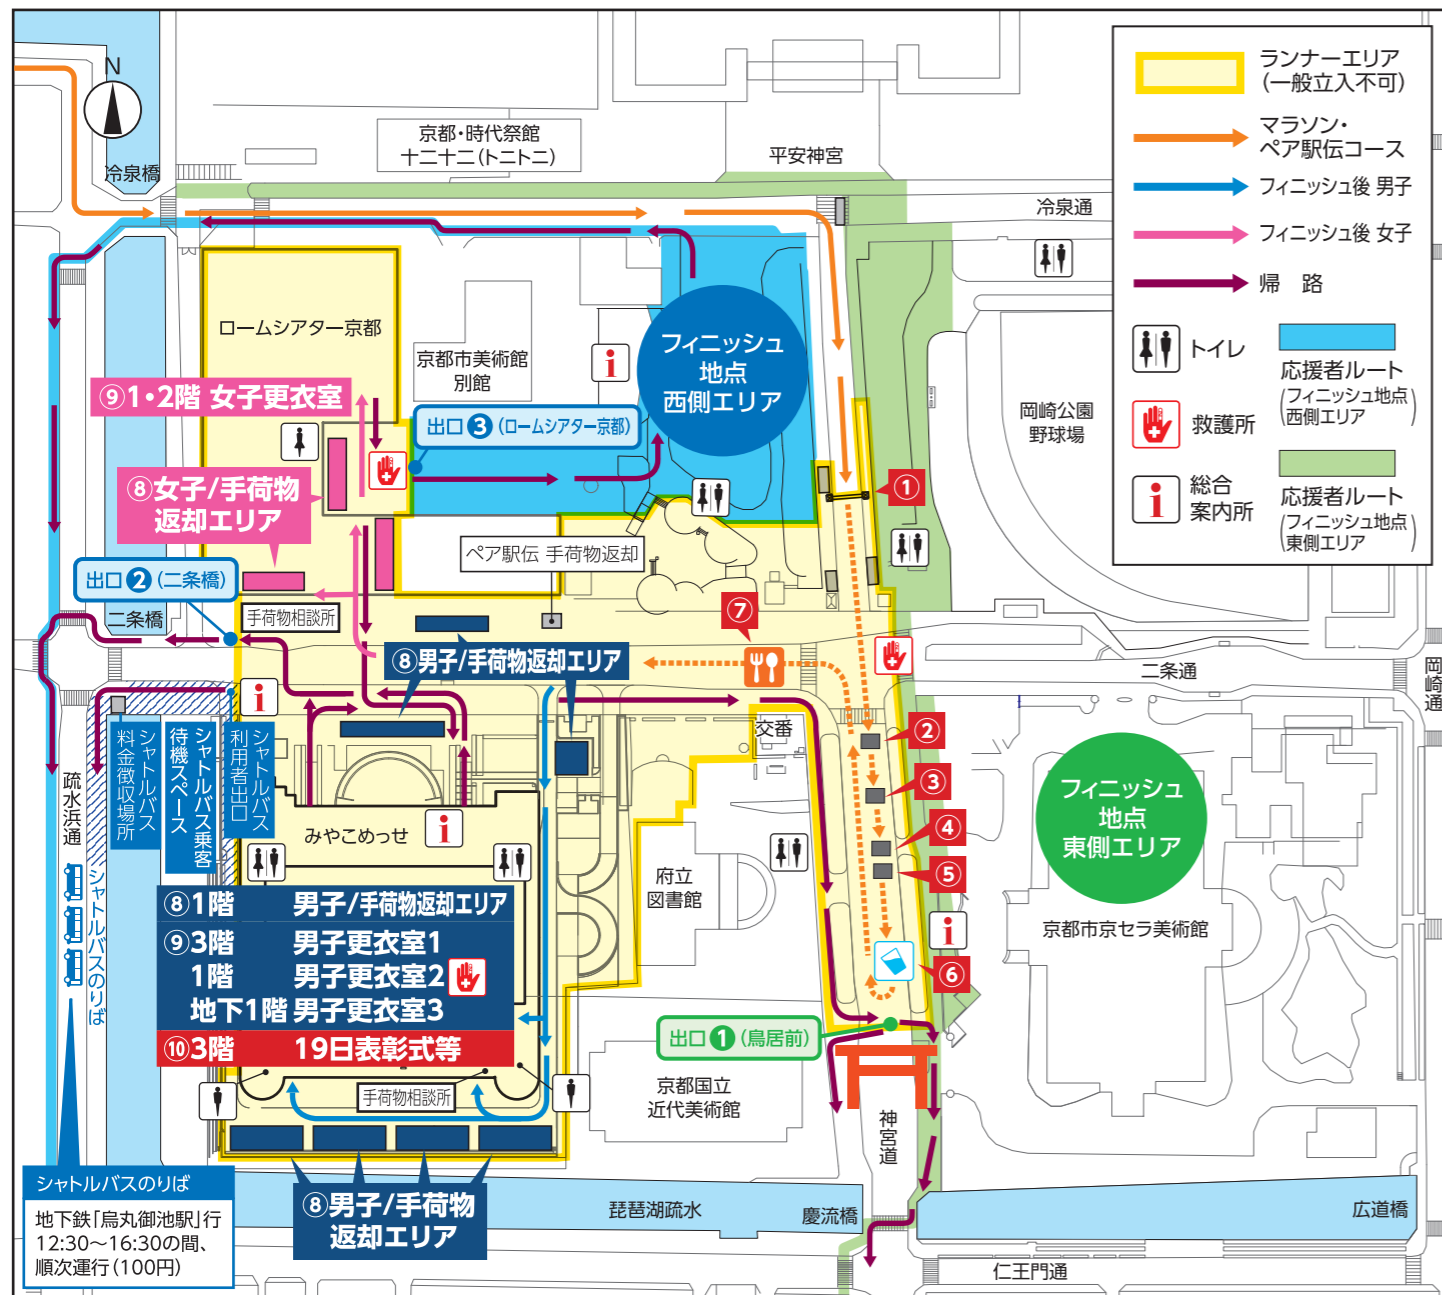 N
冷泉橋
京都・時代祭館
十二十二(トニトニ)
平安神宮
冷泉通
ランナーエリア
(一般立入不可)
マラソン・
ペア駅伝コース
フィニッシュ後 男子
フィニッシュ後 女子
帰　路
トイレ
救護所
i
総合
案内所
応援者ルート
(フィニッシュ地点
西側エリア)
応援者ルート
(フィニッシュ地点
東側エリア)
ロームシアター京都
京都市美術館
別館
i
フィニッシュ
地点
西側エリア
岡崎公園
野球場
⑨1・2階 女子更衣室
出口❸(ロームシアター京都)
⑧女子/手荷物
返却エリア
①
ペア駅伝 手荷物返却
出口❷(二条橋)
二条橋
手荷物相談所
⑦
⑧男子/手荷物返却エリア
二条通
岡崎通
i
交番
②
③
④
⑤
⑥
シャトルバス
料金徴収場所
シャトルバス乗客
待機スペース
シャトルバス
利用者出口
疏水浜通
シャトルバスのりば
みやこめっせ
i
府立
図書館
フィニッシュ
地点
東側エリア
京都市京セラ美術館
i
⑧1階 男子/手荷物返却エリア
⑨3階 男子更衣室1
1階 男子更衣室2
地下1階 男子更衣室3
⑩3階 19日表彰式等
出口❶(鳥居前)
手荷物相談所
京都国立
近代美術館
神宮道
⑧男子/手荷物
返却エリア
シャトルバスのりば
地下鉄「烏丸御池駅」行
12:30〜16:30の間、
順次運行(100円)
琵琶湖疏水
慶流橋
広道橋
仁王門通